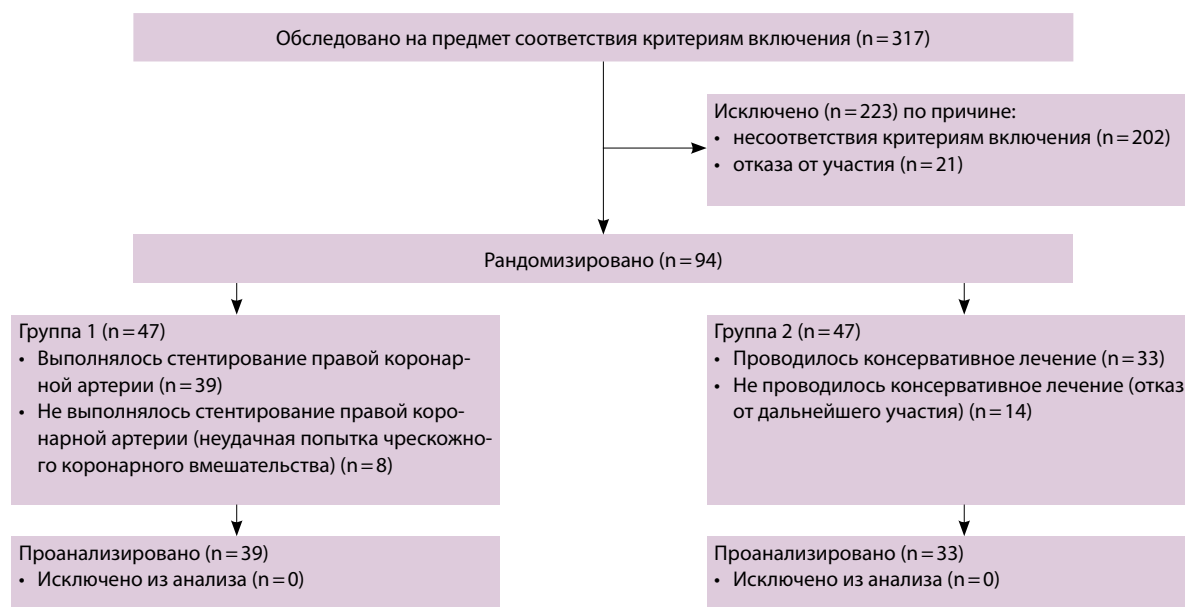 Обследовано на предмет соответствия критериям включения (n = 317)
Исключено (n = 223) по причине:
• несоответствия критериям включения (n = 202)
• отказа от участия (n = 21)
Рандомизировано (n = 94)
Группа 1 (n = 47)
• Выполнялось стентирование правой коронар-
ной артерии (n = 39)
• Не выполнялось стентирование правой коро-
нарной артерии (неудачная попытка чрескожно-
го коронарного вмешательства) (n = 8)
Группа 2 (n = 47)
• Проводилось консервативное лечение (n = 33)
• Не проводилось консервативное лечение (отказ
от дальнейшего участия) (n = 14)
Проанализировано (n = 39)
• Исключено из анализа (n = 0)
Проанализировано (n = 33)
• Исключено из анализа (n = 0)